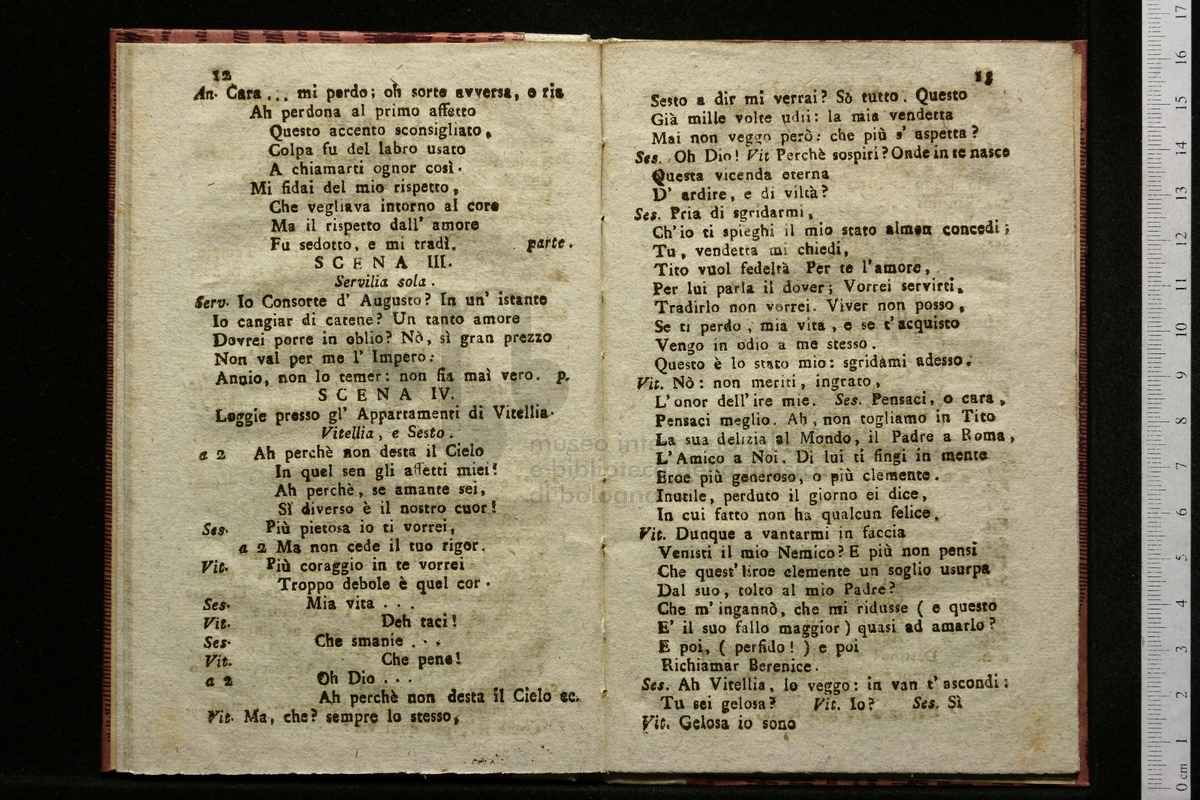 12
An. Cara ... mi perdo; oh sorte avversa, e ria
Ah perdona al primo affetto
Questo accento sconsigliato,
Colpa fu del labro usato
A chiamarti ognor così.
Mi fidai del mio rispetto,
Che vegliava intorno al core
Ma il rispetto dall' amore
Fu sedotto, e mi tradì. parte.
SCENA III.
Servilia sola.
Serv. Io Consorte d' Augusto? In un' istante
Io cangiar di catene? Un tanto amore
Dovrei porre in oblio? Nò, sì gran prezzo
Non val per me l' Impero:
Annio, non lo temer: non fia mai vero. p.
SCENA IV.
Loggie presso gl' Appartamenti di Vitellia.
Vitellia, e Sesto.
a 2 Ah perchè non desta il Cielo
In quel sen gli affetti miei!
Ah perchè, se amante sei,
Sì diverso è il nostro cuor!
Ses. Più pietosa io ti vorrei,
a 2 Ma non cede il tuo rigor.
Vit. Più coraggio in te vorrei
Troppo debole è quel cor.
Ses. Mia vita ...
Vit. Deh taci!
Ses. Che smanie ...
Vit. Che pene!
a 2 Oh Dio ...
Ah perchè non desta il Cielo ec.
Vit. Ma, che? sempre lo stesso,
13
Sesto a dir mi verrai? Sò tutto. Questo
Già mille volte udii: la mia vendetta
Mai non veggo però: che più s' aspetta?
Ses. Oh Dio! Vit Perchè sospiri? Onde in te nasce
Questa vicenda eterna
D' ardire, e di viltà?
Ses. Pria di sgridarmi,
Ch'io ti spieghi il mio stato almen concedi;
Tu, vendetta mi chiedi,
Tito vuol fedeltà Per te l'amore,
Per lui parla il dover; Vorrei servirti,
Tradirlo non vorrei. Viver non posso,
Se ti perdo, mia vita, e se t'acquisto
Vengo in odio a me stesso.
Questo è lo stato mio: sgridami adesso.
Vit. Nò: non meriti, ingrato,
L'onor dell'ire mie. Ses. Pensaci, o cara,
Pensaci meglio. Ah, non togliamo in Tito
La sua delizia al Mondo, il Padre a Roma,
L'Amico a Noi. Di lui ti fingi in mente
Eroe più generoso, o più clemente.
Inutile, perduto il giorno ei dice,
In cui fatto non ha qualcun felice.
Vit. Dunque a vantarmi in faccia
Venisti il mio Nemico? E più non pensi
Che quest' Eroe clemente un soglio usurpa
Dal suo, tolto al mio Padre?
Che m'ingannò, che mi ridusse ( e questo
E' il suo fallo maggior ) quasi ad amarlo?
E poi, ( perfido! ) e poi
Richiamar Berenice.
Ses. Ah Vitellia, lo veggo: in van t'ascondi:
Tu sei gelosa? Vit. Io? Ses. Sì
Vit. Gelosa io sono